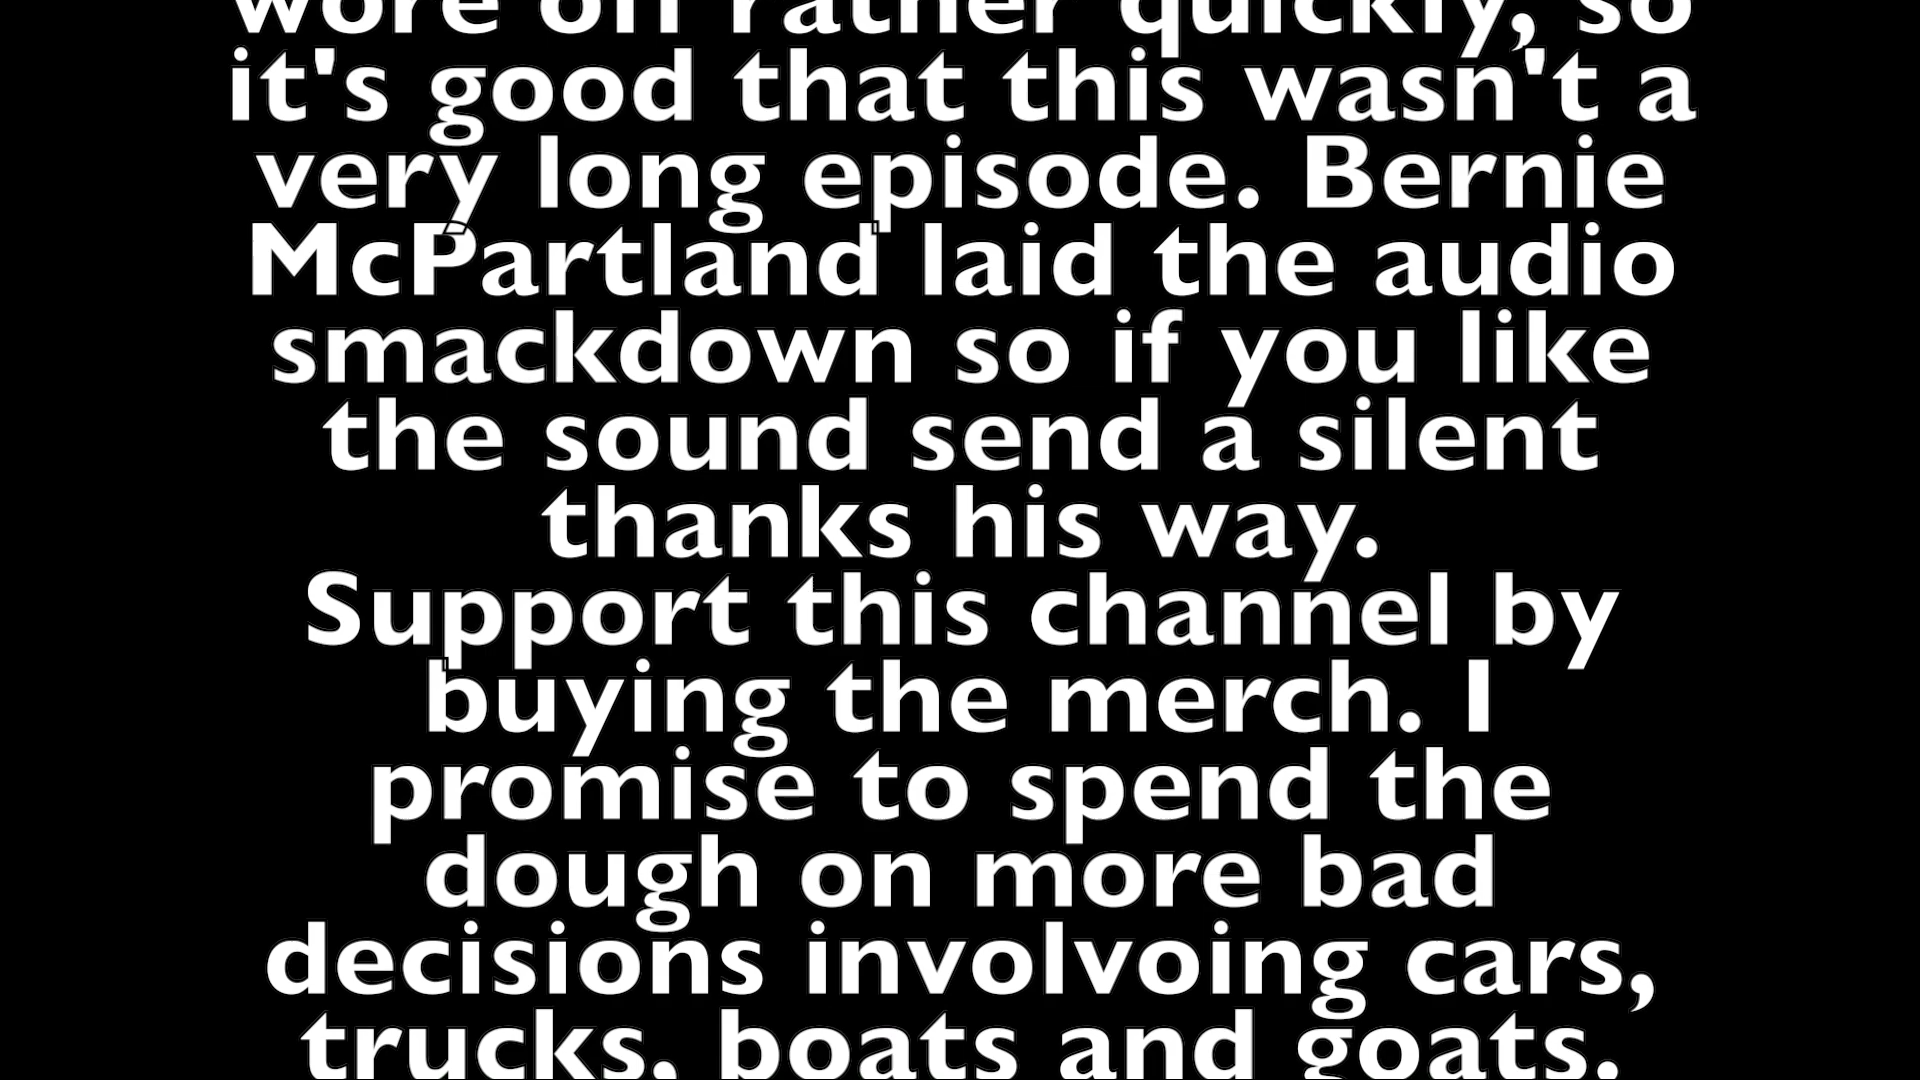 wore off rather quickly, so
it's good that this wasn't a
very long episode. Bernie
McPartland laid the audio
smackdown so if you like
the sound send a silent
thanks his way.
Support this channel by
buying the merch. I
promise to spend the
dough on more bad
decisions involvoing cars,
trucks, boats and goats.